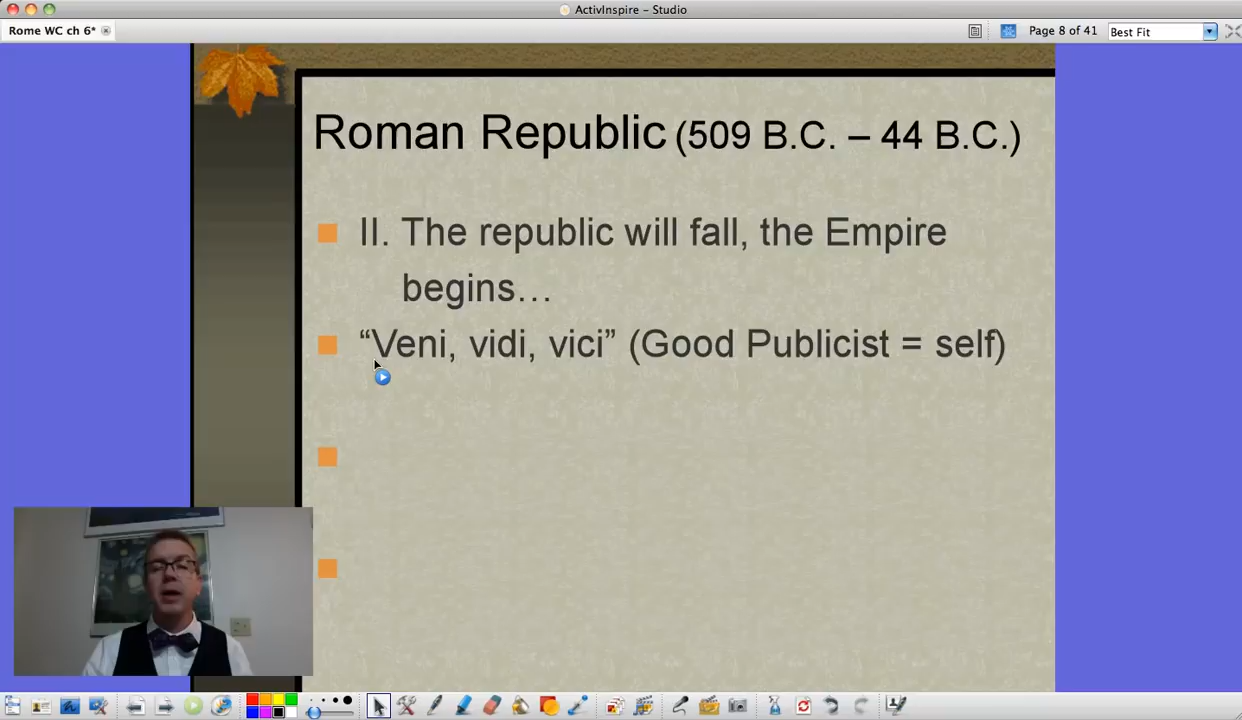 ActivInspire – Studio
Rome WC ch 6*
Page 8 of 41
Best Fit
Roman Republic (509 B.C. – 44 B.C.)
II. The republic will fall, the Empire
begins…
“Veni, vidi, vici” (Good Publicist = self)